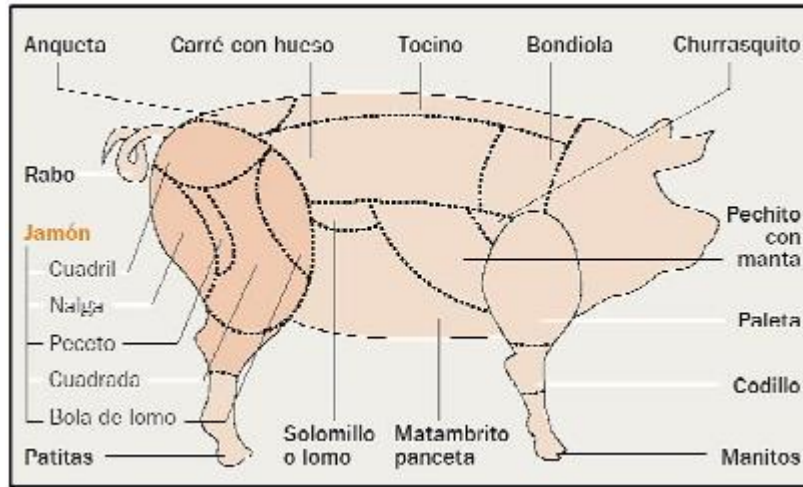 Anqueta
Carré con hueso
Tocino
Bondiola
Churrasquito
Rabo
Jamón
Cuadril
Nalga
Peceto
Cuadrada
Bola de lomo
Patitas
Solomillo
o lomo
Matambrito
panceta
Pechito
con
manta
Paleta
Codillo
Manitos